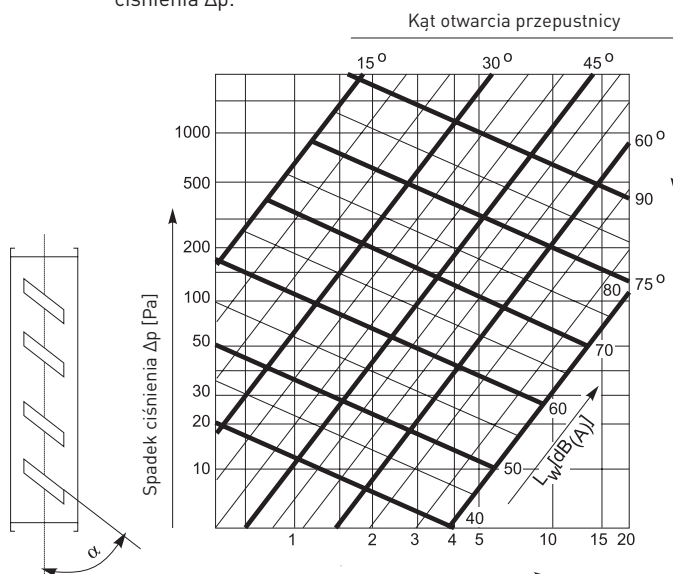 ciśnienia Δp.
Kąt otwarcia przepustnicy
15 o
30 o
45 o
60 o
75 o
1000
500
200
100
50
30
20
10
Spadek ciśnienia Δp [Pa]
90
80
70
60
50
40
LW[dB(A)]
1 2 3 4 5 10 15 20
α